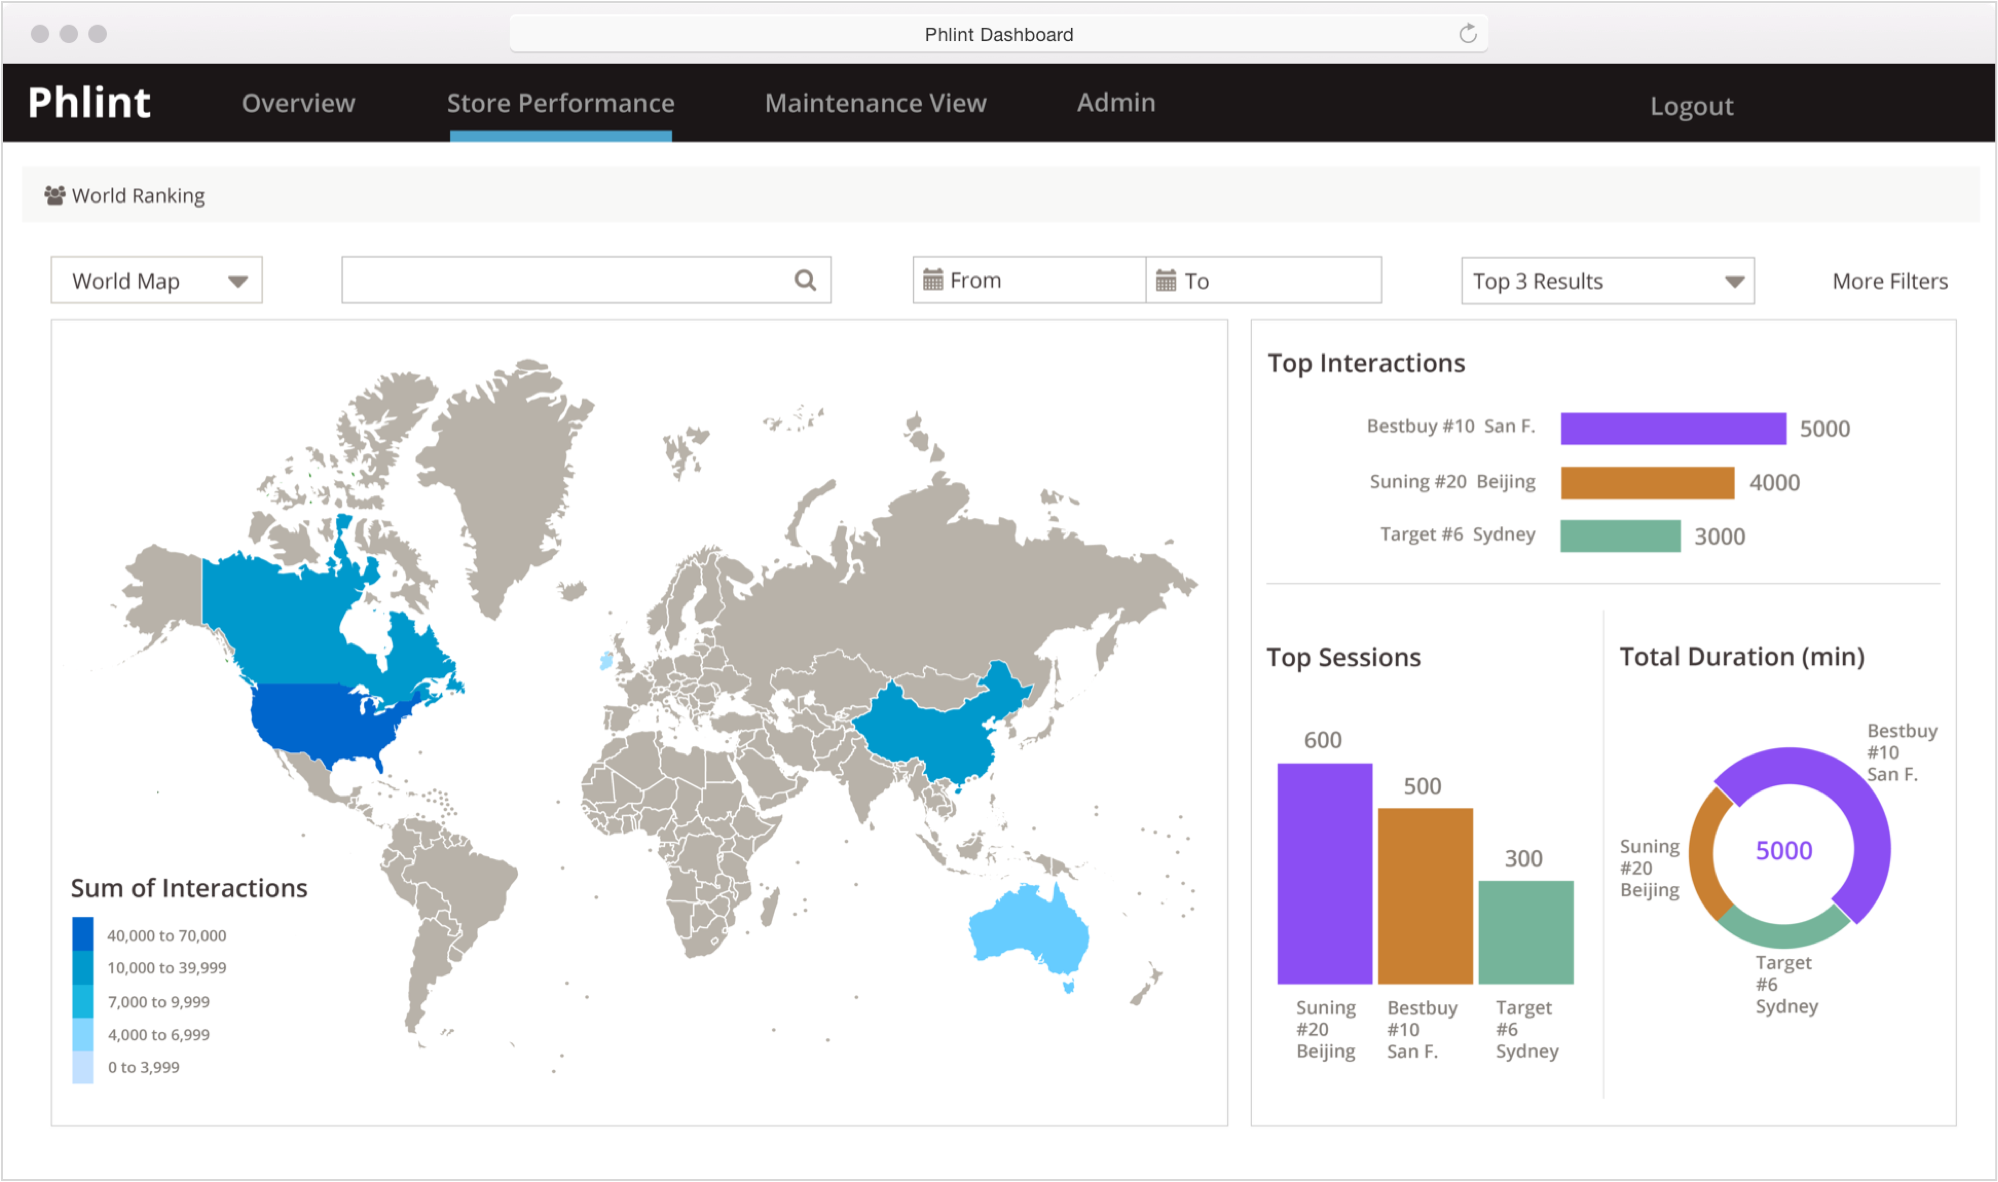 Phlint Dashboard
Phlint
Overview
Store Performance
Maintenance View
Admin
Logout
World Ranking
World Map
From
To
Top 3 Results
More Filters
Sum of Interactions
40,000 to 70,000
10,000 to 39,999
7,000 to 9,999
4,000 to 6,999
0 to 3,999
Top Interactions
Bestbuy #10 San F.
5000
Suning #20 Beijing
4000
Target #6 Sydney
3000
Top Sessions
600
500
300
Suning
#20
Beijing
Bestbuy
#10
San F.
Target
#6
Sydney
Total Duration (min)
Bestbuy
#10
San F.
Suning
#20
Beijing
5000
Target
#6
Sydney